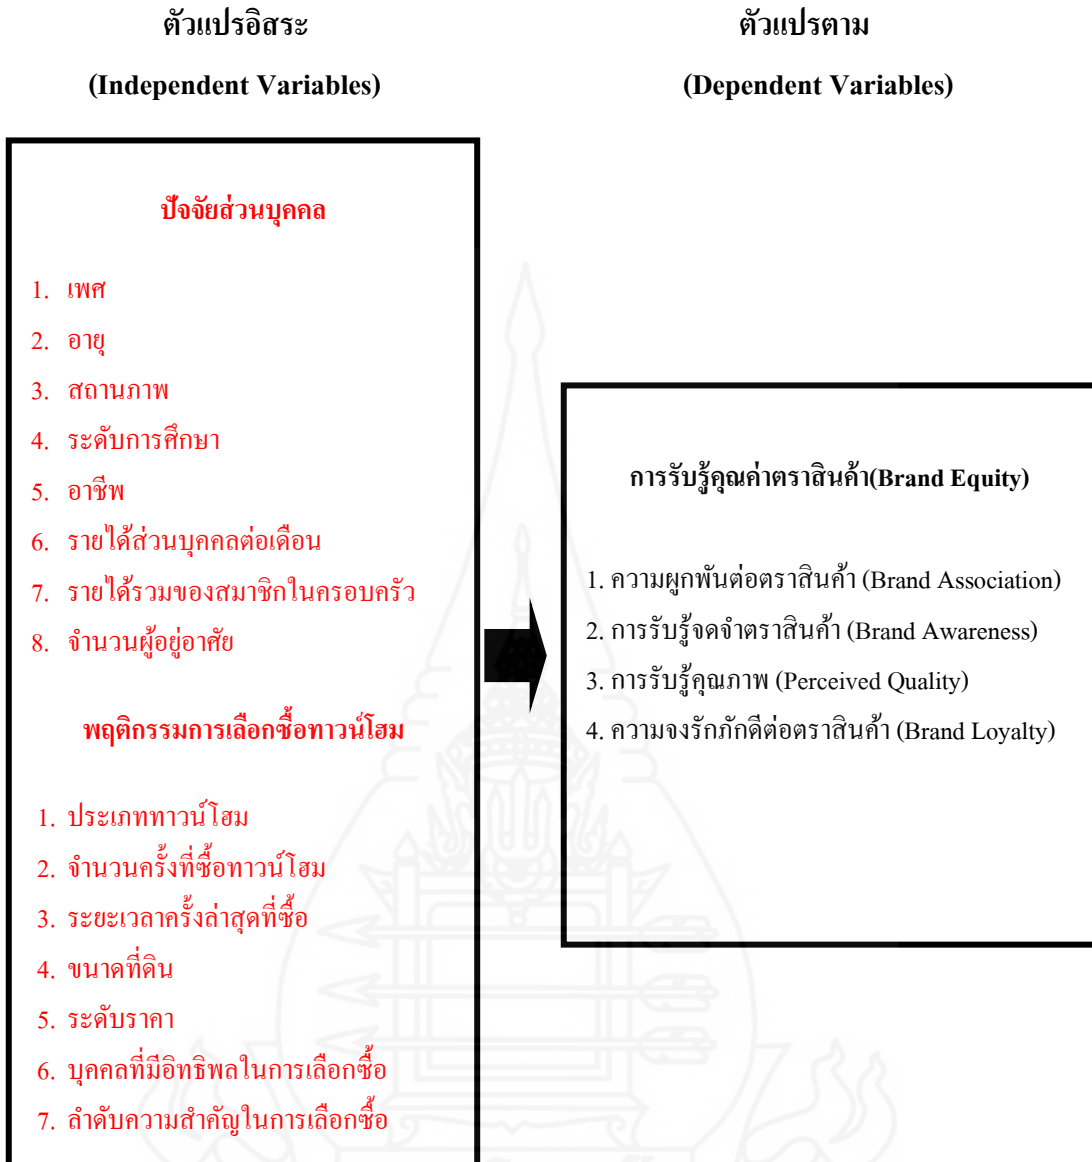 ตัวแปรอิสระ
(Independent Variables)
ปัจจัยส่วนบุคคล
1. เพศ
2. อายุ
3. สถานภาพ
4. ระดับการศึกษา
5. อาชีพ
6. รายได้ส่วนบุคคลต่อเดือน
7. รายได้รวมของสมาชิกในครอบครัว
8. จำนวนผู้อยู่อาศัย
พฤติกรรมการเลือกซื้อทาวน์โฮม
1. ประเภททาวน์โฮม
2. จำนวนครั้งที่ซื้อทาวน์โฮม
3. ระยะเวลาครั้งล่าสุดที่ซื้อ
4. ขนาดที่ดิน
5. ระดับราคา
6. บุคคลที่มีอิทธิพลในการเลือกซื้อ
7. ลำดับความสำคัญในการเลือกซื้อ
ตัวแปรตาม
(Dependent Variables)
การรับรู้คุณค่าตราสินค้า(Brand Equity)
1. ความผูกพันต่อตราสินค้า (Brand Association)
2. การรับรู้จดจำตราสินค้า (Brand Awareness)
3. การรับรู้คุณภาพ (Perceived Quality)
4. ความจงรักภักดีต่อตราสินค้า (Brand Loyalty)